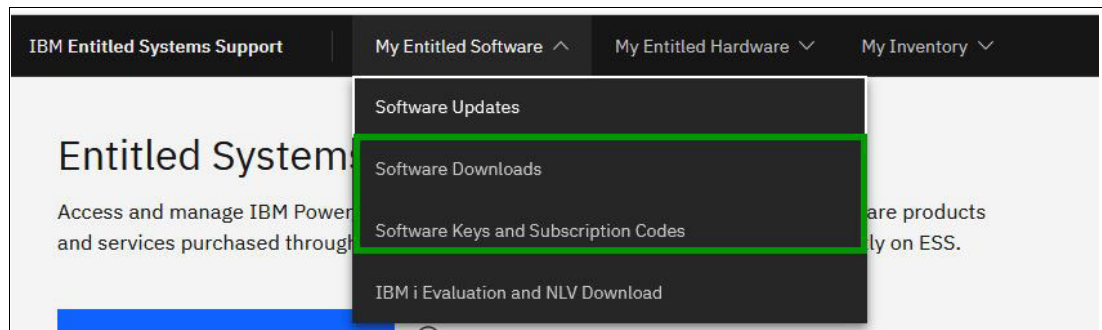 IBM Entitled Systems Support My Entitled Software My Entitled Hardware My Inventory
Software Updates
Entitled System
Software Downloads
Access and manage IBM Power are products
Software Keys and Subscription Codes
and services purchased through ly on ESS.
IBM i Evaluation and NLV Download